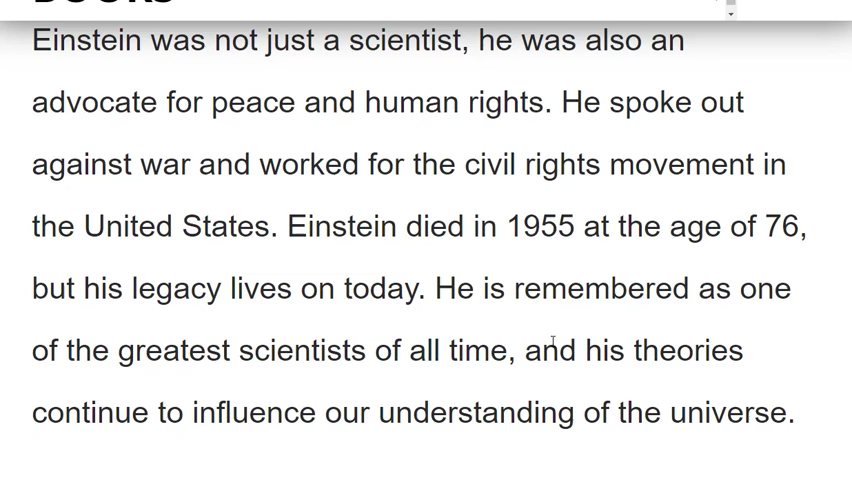 Einstein was not just a scientist, he was also an
advocate for peace and human rights. He spoke out
against war and worked for the civil rights movement in
the United States. Einstein died in 1955 at the age of 76,
but his legacy lives on today. He is remembered as one
of the greatest scientists of all time, and his theories
continue to influence our understanding of the universe.